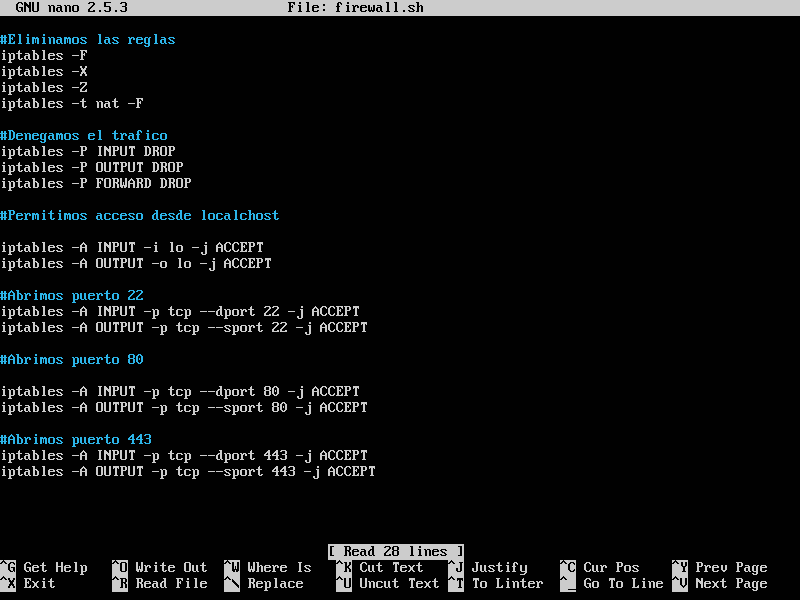 GNU nano 2.5.3 File: firewall.sh
#Eliminamos las reglas
iptables -F
iptables -X
iptables -Z
iptables -t nat -F
#Denegamos el trafico
iptables -P INPUT DROP
iptables -P OUTPUT DROP
iptables -P FORWARD DROP
#Permitimos acceso desde localchost
iptables -A INPUT -i lo -j ACCEPT
iptables -A OUTPUT -o lo -j ACCEPT
#Abrimos puerto 22
iptables -A INPUT -p tcp --dport 22 -j ACCEPT
iptables -A OUTPUT -p tcp --sport 22 -j ACCEPT
#Abrimos puerto 80
iptables -A INPUT -p tcp --dport 80 -j ACCEPT
iptables -A OUTPUT -p tcp --sport 80 -j ACCEPT
#Abrimos puerto 443
iptables -A INPUT -p tcp --dport 443 -j ACCEPT
iptables -A OUTPUT -p tcp --sport 443 -j ACCEPT
[ Read 28 lines ]
^G Get Help ^O Write Out ^W Where Is ^K Cut Text ^J Justify ^C Cur Pos ^Y Prev Page
^X Exit ^R Read File ^\ Replace ^U Uncut Text ^T To Linter ^_ Go To Line ^V Next Page